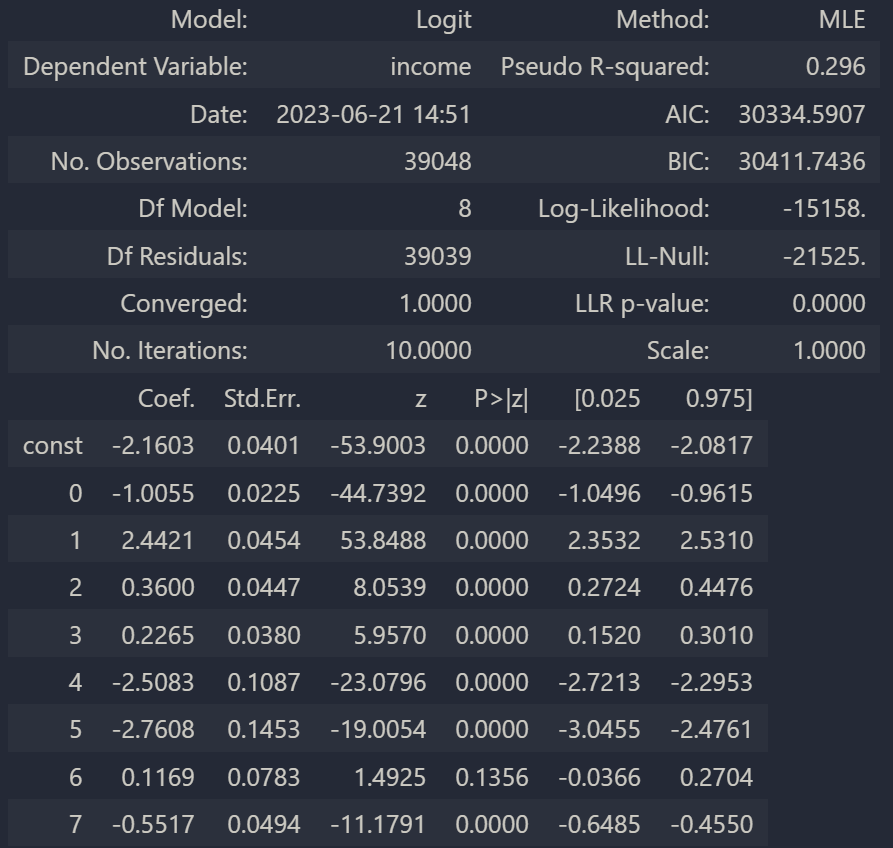 Model: Logit Method: MLE
Dependent Variable: income Pseudo R-squared: 0.296
Date: 2023-06-21 14:51 AIC: 30334.5907
No. Observations: 39048 BIC: 30411.7436
Df Model: 8 Log-Likelihood: -15158.
Df Residuals: 39039 LL-Null: -21525.
Converged: 1.0000 LLR p-value: 0.0000
No. Iterations: 10.0000 Scale: 1.0000
Coef. Std.Err. z P>|z| [0.025 0.975]
const -2.1603 0.0401 -53.9003 0.0000 -2.2388 -2.0817
0 -1.0055 0.0225 -44.7392 0.0000 -1.0496 -0.9615
1 2.4421 0.0454 53.8488 0.0000 2.3532 2.5310
2 0.3600 0.0447 8.0539 0.0000 0.2724 0.4476
3 0.2265 0.0380 5.9570 0.0000 0.1520 0.3010
4 -2.5083 0.1087 -23.0796 0.0000 -2.7213 -2.2953
5 -2.7608 0.1453 -19.0054 0.0000 -3.0455 -2.4761
6 0.1169 0.0783 1.4925 0.1356 -0.0366 0.2704
7 -0.5517 0.0494 -11.1791 0.0000 -0.6485 -0.4550